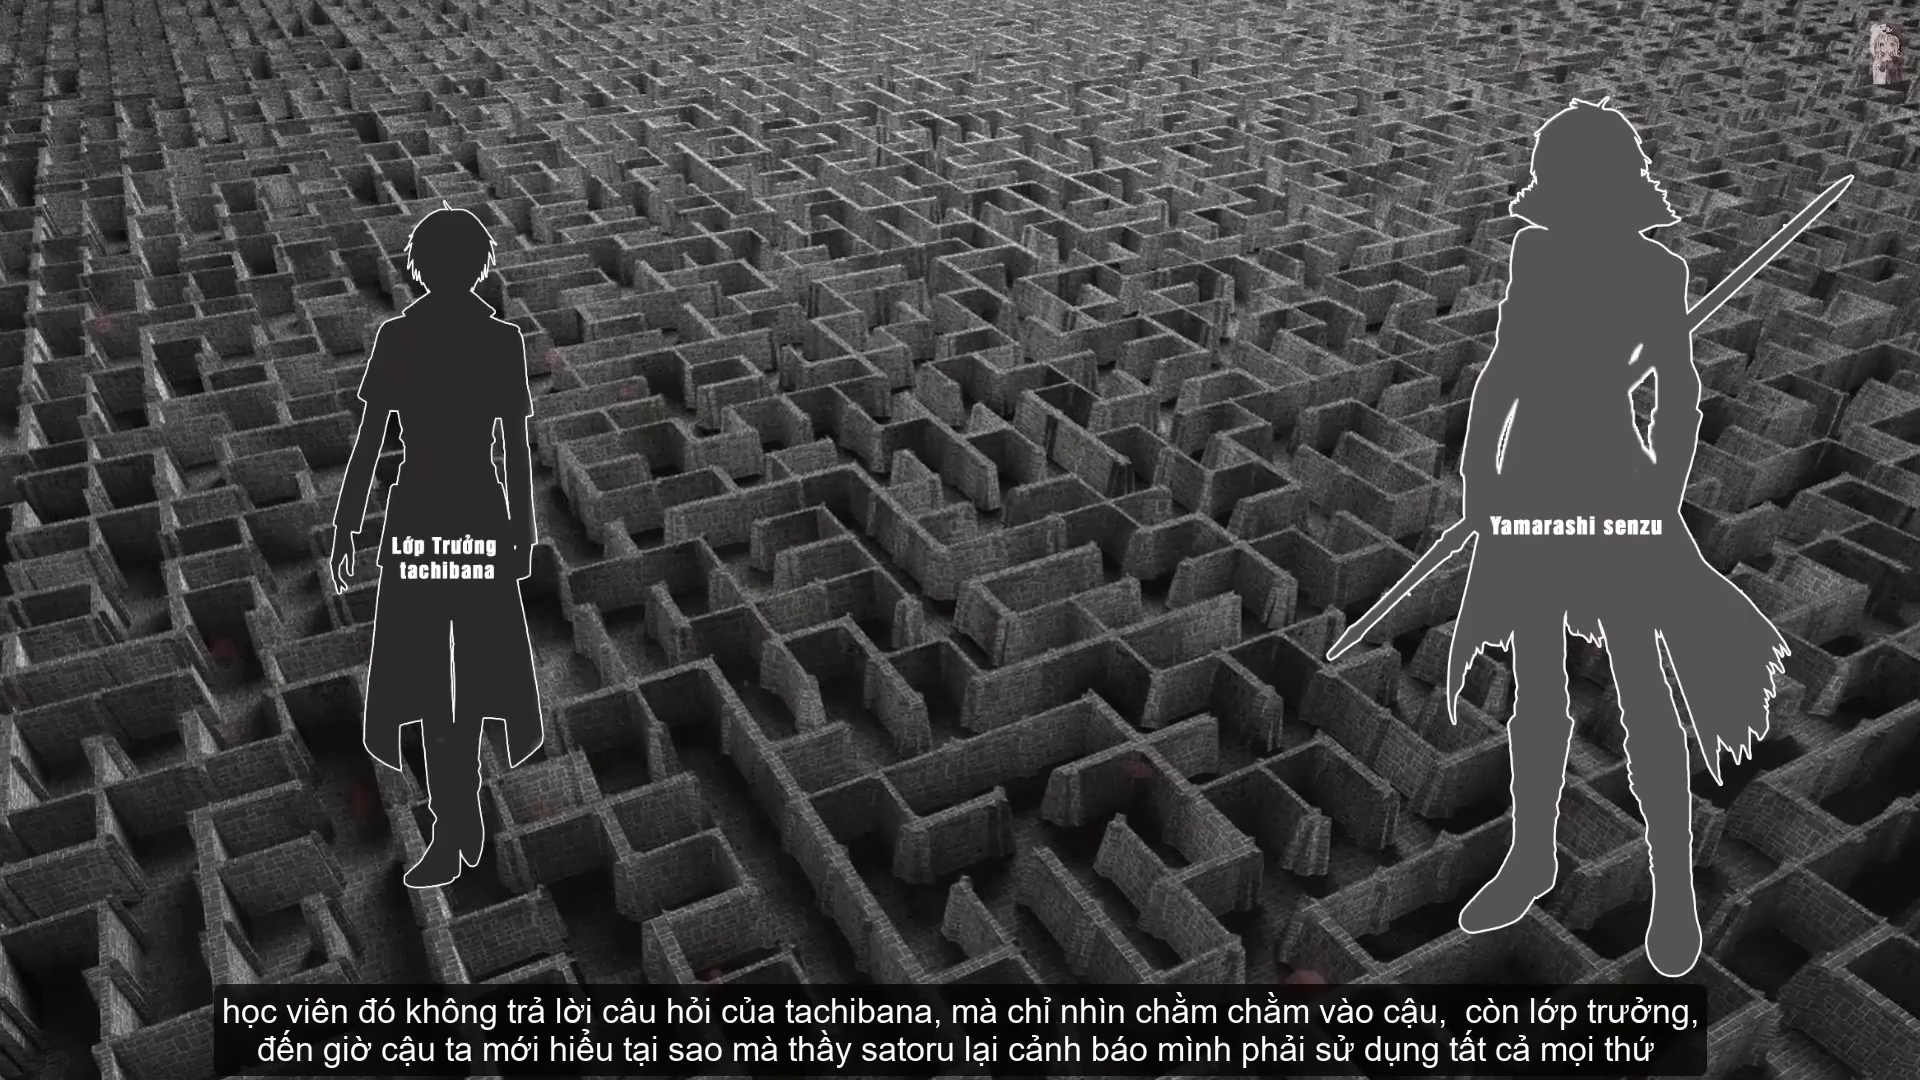 Lớp Trưởng
tachibana
Yamarashi senzu
học viên đó không trả lời câu hỏi của tachibana, mà chỉ nhìn chằm chằm vào cậu,  còn lớp trưởng,
đến giờ cậu ta mới hiểu tại sao mà thầy satoru lại cảnh báo mình phải sử dụng tất cả mọi thứ